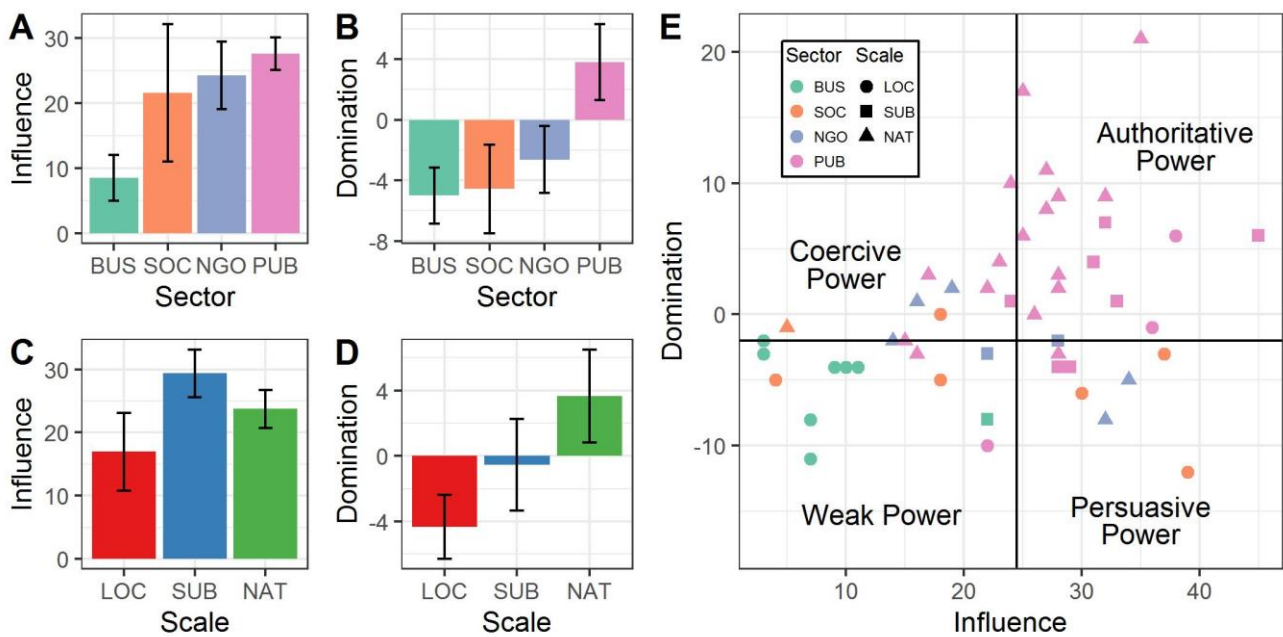 A
Influence
30
20
10
0
BUS SOC NGO PUB
Sector
B
Domination
4
0
-4
-8
BUS SOC NGO PUB
Sector
C
Influence
30
20
10
0
LOC SUB NAT
Scale
D
Domination
4
0
-4
LOC SUB NAT
Scale
E
Domination
20
10
0
-10
Sector Scale
BUS LOC
SOC SUB
NGO NAT
PUB
Authoritative
Power
Coercive
Power
Weak Power
Persuasive
Power
10 20 30 40
Influence